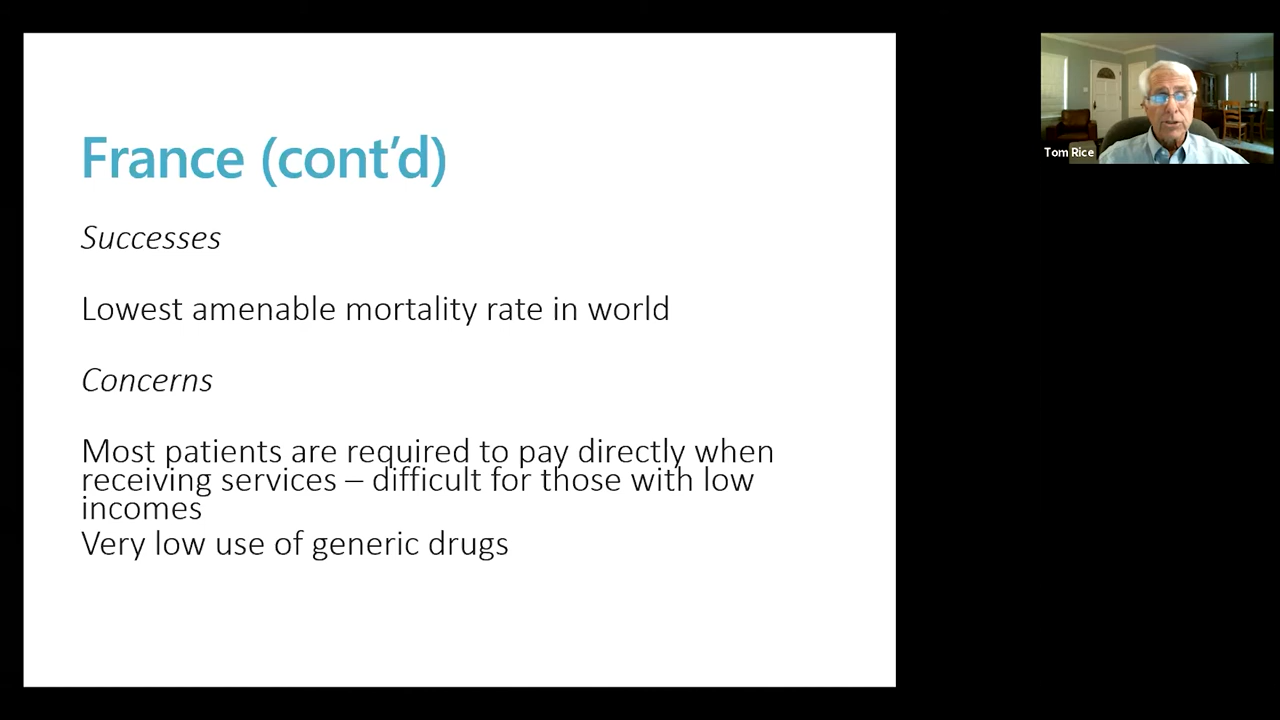 France (cont’d)
Successes
Lowest amenable mortality rate in world
Concerns
Most patients are required to pay directly when
receiving services – difficult for those with low
incomes
Very low use of generic drugs
Tom Rice